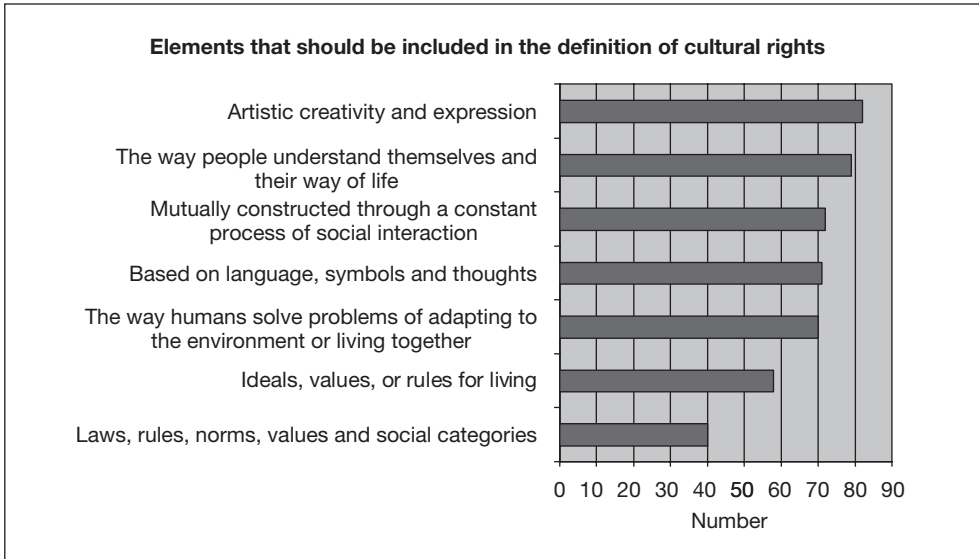 Elements that should be included in the definition of cultural rights
Artistic creativity and expression
The way people understand themselves and
their way of life
Mutually constructed through a constant
process of social interaction
Based on language, symbols and thoughts
The way humans solve problems of adapting to
the environment or living together
Ideals, values, or rules for living
Laws, rules, norms, values and social categories
0 10 20 30 40 50 60 70 80 90
Number